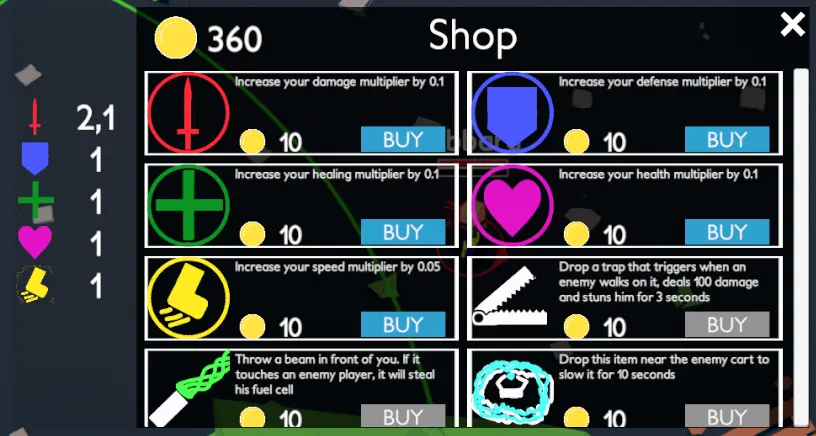 360
Shop
2,1
1
1
1
1
Increase your damage multiplier by 0.1
10
BUY
Increase your defense multiplier by 0.1
10
BUY
Increase your healing multiplier by 0.1
10
BUY
Increase your health multiplier by 0.1
10
BUY
Increase your speed multiplier by 0.05
10
BUY
Drop a trap that triggers when an
enemy walks on it, deals 100 damage
and stuns him for 3 seconds
10
BUY
Throw a beam in front of you. If it
touches an enemy player, it will steal
his fuel cell
10
BUY
Drop this item near the enemy cart to
slow it for 10 seconds
10
BUY